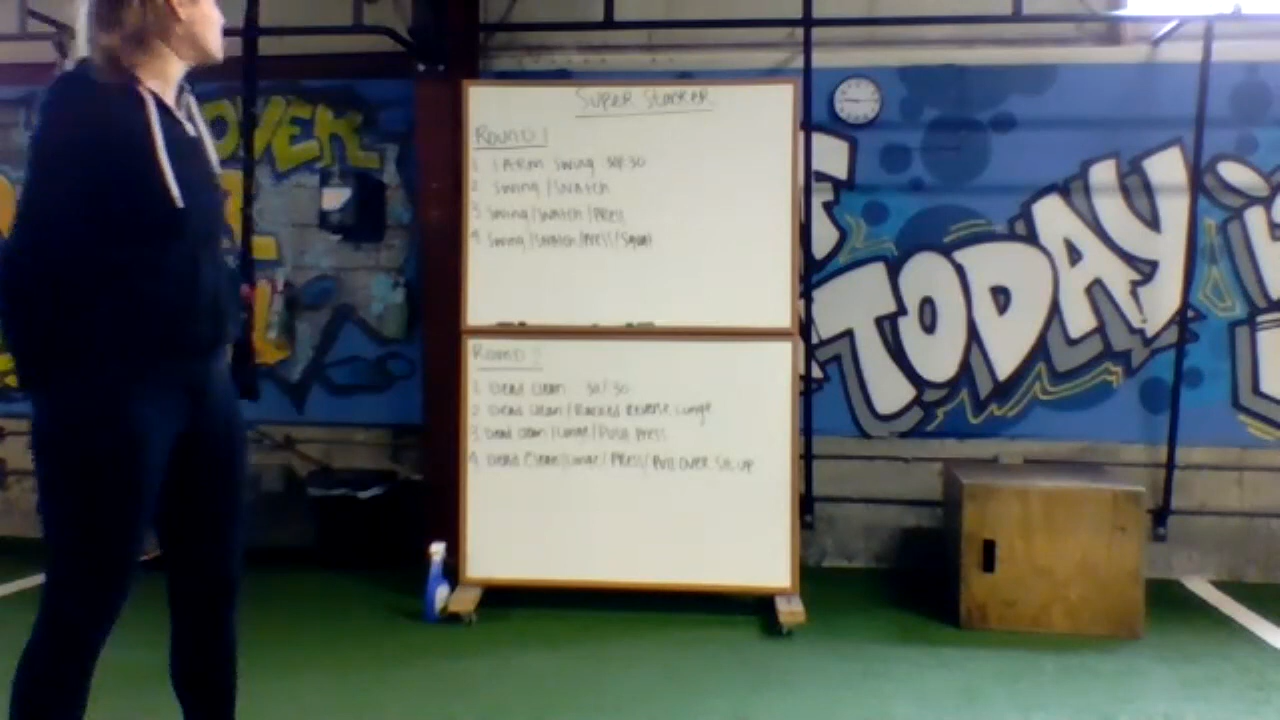 Super Stacker
Round 1
1. 1 Arm Swing 30/30
2. Swing/Snatch
3. Swing/Snatch/Press
4. Swing/Snatch/Press/Squat
Round 2
1. Dead Clean 30/30
2. Dead Clean/Racked Reverse Lunge
3. Dead Clean/Lunge/Push Press
4. Dead Clean/Lunge/Press/Pull over Sit up
OVER
F
TODAY